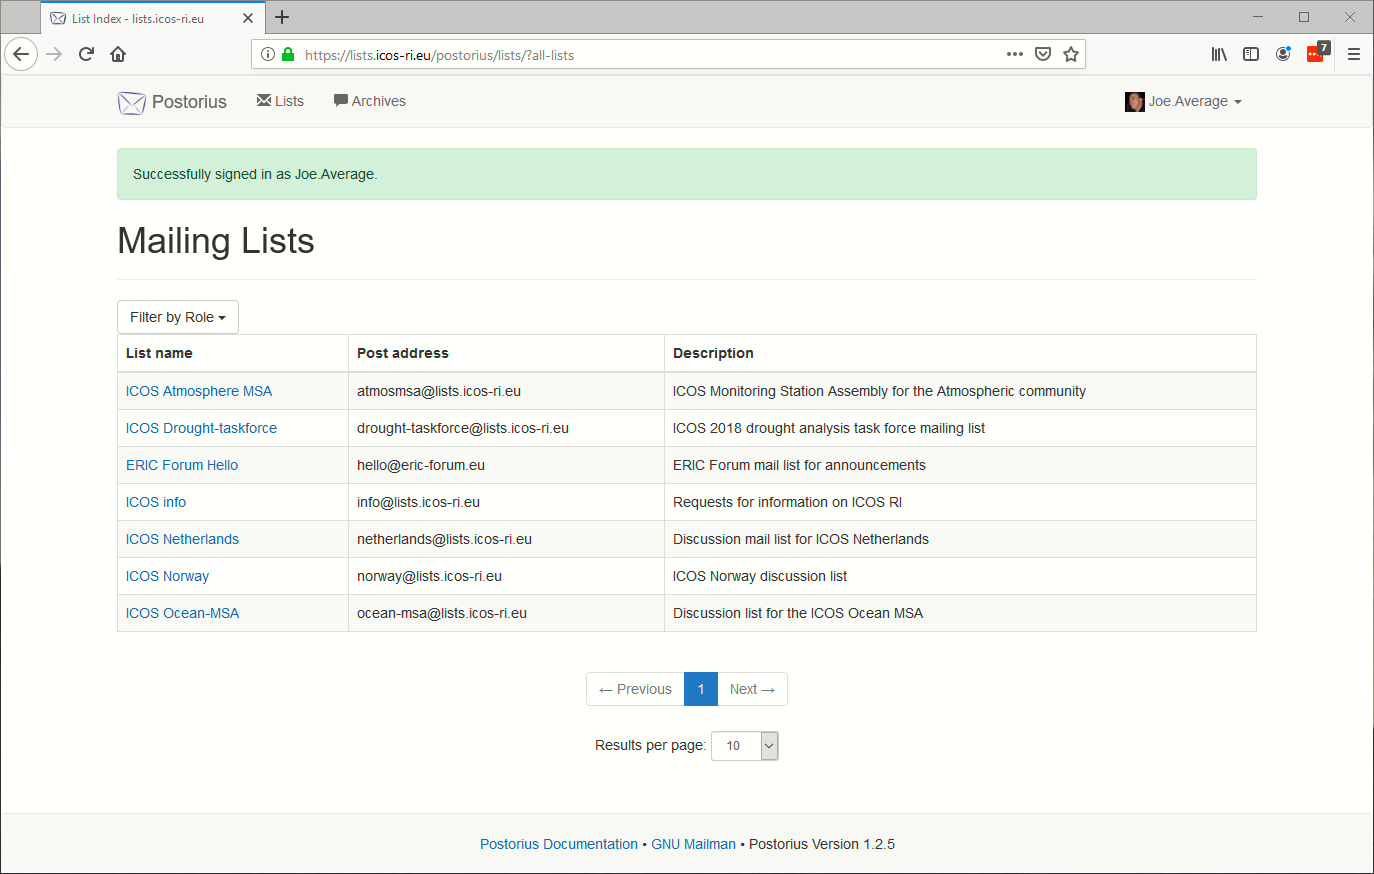 List Index - lists.icos-ri.eu
https://lists.icos-ri.eu/postorius/lists/?all-lists
7
Postorius Lists Archives Joe.Average
Successfully signed in as Joe.Average.
Mailing Lists
Filter by Role
List name Post address Description
ICOS Atmosphere MSA atmosmsa@lists.icos-ri.eu ICOS Monitoring Station Assembly for the Atmospheric community
ICOS Drought-taskforce drought-taskforce@lists.icos-ri.eu ICOS 2018 drought analysis task force mailing list
ERIC Forum Hello hello@eric-forum.eu ERIC Forum mail list for announcements
ICOS info info@lists.icos-ri.eu Requests for information on ICOS RI
ICOS Netherlands netherlands@lists.icos-ri.eu Discussion mail list for ICOS Netherlands
ICOS Norway norway@lists.icos-ri.eu ICOS Norway discussion list
ICOS Ocean-MSA ocean-msa@lists.icos-ri.eu Discussion list for the ICOS Ocean MSA
← Previous 1 Next →
Results per page: 10
Postorius Documentation • GNU Mailman • Postorius Version 1.2.5